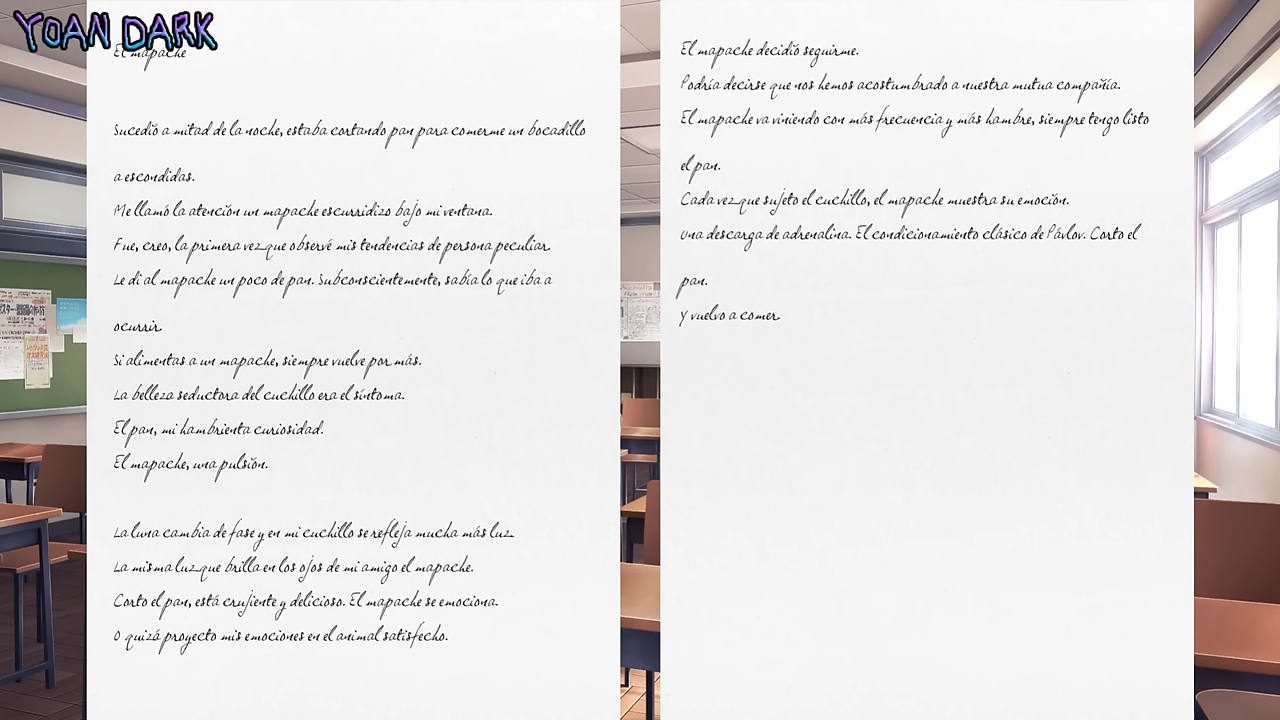 YOAN DARK
El mapache
Sucedió a mitad de la noche, estaba cortando pan para comerme un bocadillo
a escondidas.
Me llamó la atención un mapache escurridizo bajo mi ventana.
Fue, creo, la primera vez que observé mis tendencias de persona peculiar.
Le di al mapache un poco de pan. Subconscientemente, sabía lo que iba a
ocurrir.
Si alimentas a un mapache, siempre vuelve por más.
La belleza seductora del cuchillo era el síntoma.
El pan, mi hambrienta curiosidad.
El mapache, una pulsión.
La luna cambia de fase y en mi cuchillo se refleja mucha más luz.
La misma luz que brilla en los ojos de mi amigo el mapache.
Corto el pan, está crujiente y delicioso. El mapache se emociona.
O quizá proyecto mis emociones en el animal satisfecho.
El mapache decidió seguirme.
Podría decirse que nos hemos acostumbrado a nuestra mutua compañía.
El mapache va viniendo con más frecuencia y más hambre, siempre tengo listo
el pan.
Cada vez que sujeto el cuchillo, el mapache muestra su emoción.
Una descarga de adrenalina. El condicionamiento clásico de Pávlov. Corto el
pan.
Y vuelvo a comer.